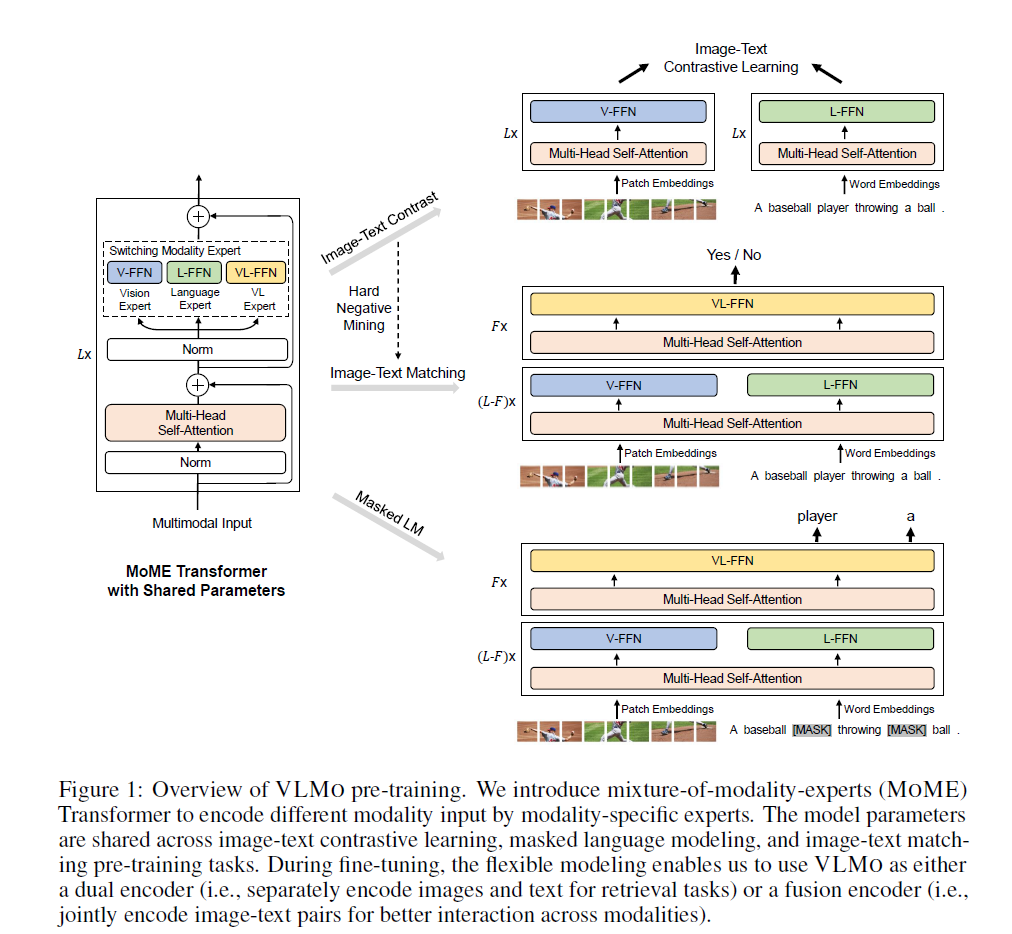 Image-Text
Contrastive Learning
V-FFN
L-FFN
Lx
Multi-Head Self-Attention
Lx
Multi-Head Self-Attention
Patch Embeddings
Word Embeddings
A baseball player throwing a ball .
Image-Text Contrast
Hard
Negative
Mining
Image-Text Matching
Masked LM
Switching Modality Expert
V-FFN
L-FFN
VL-FFN
Vision
Expert
Language
Expert
VL
Expert
Norm
Lx
Multi-Head
Self-Attention
Norm
Multimodal Input
MoME Transformer
with Shared Parameters
Yes / No
VL-FFN
Fx
Multi-Head Self-Attention
V-FFN
L-FFN
(L-F)x
Multi-Head Self-Attention
Patch Embeddings
Word Embeddings
A baseball player throwing a ball .
player
a
VL-FFN
Fx
Multi-Head Self-Attention
V-FFN
L-FFN
(L-F)x
Multi-Head Self-Attention
Patch Embeddings
Word Embeddings
A baseball [MASK] throwing [MASK] ball .
Figure 1: Overview of VLMO pre-training. We introduce mixture-of-modality-experts (MOME)
Transformer to encode different modality input by modality-specific experts. The model parameters
are shared across image-text contrastive learning, masked language modeling, and image-text match-
ing pre-training tasks. During fine-tuning, the flexible modeling enables us to use VLMO as either
a dual encoder (i.e., separately encode images and text for retrieval tasks) or a fusion encoder (i.e.,
jointly encode image-text pairs for better interaction across modalities).